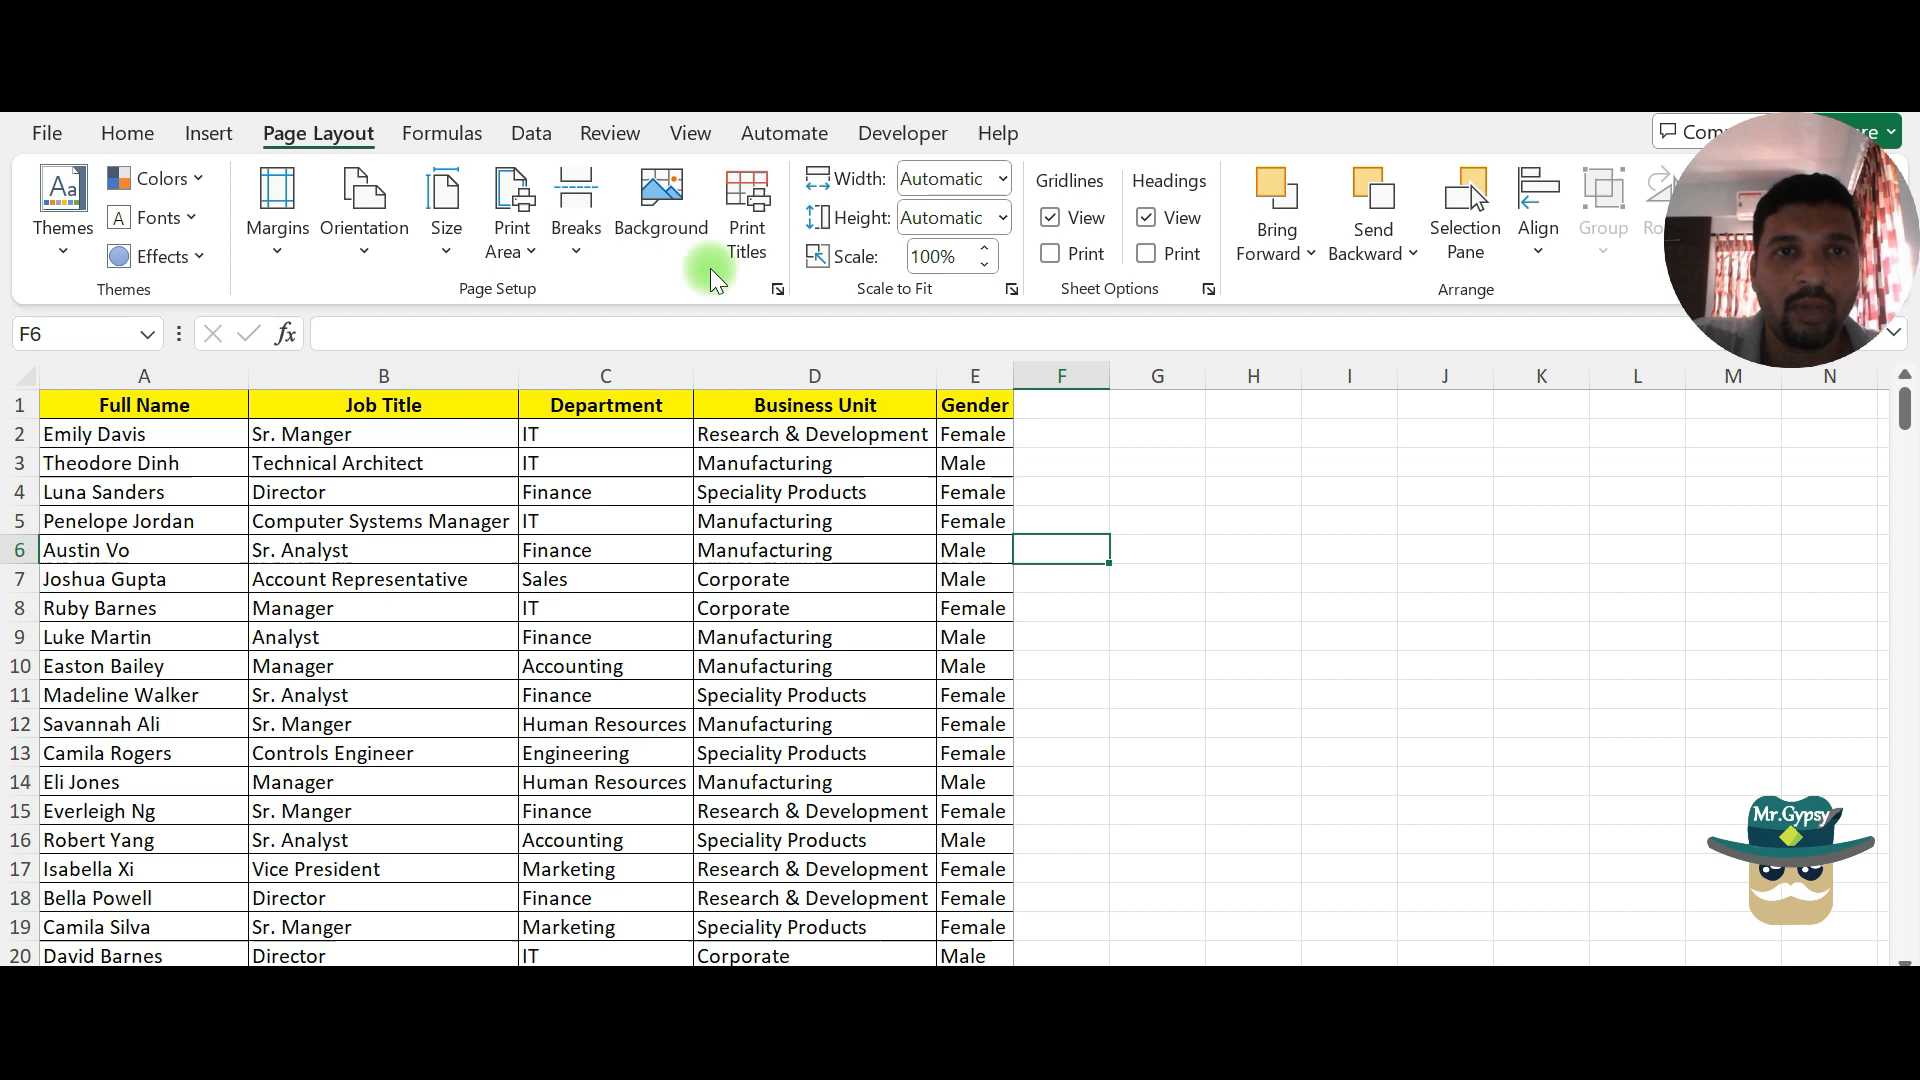 File Home Insert Page Layout Formulas Data Review View Automate Developer Help
Themes Colors Fonts Effects Themes
Margins Orientation Size Print Area Breaks Background Print Titles Page Setup
Width: Automatic
Height: Automatic
Scale: 100%
Scale to Fit
Gridlines Headings
View View
Print Print
Sheet Options
Bring Forward Send Backward Selection Pane Align Group
Arrange
F6 fx
A B C D E F G H I J K L M N
1 Full Name Job Title Department Business Unit Gender
2 Emily Davis Sr. Manger IT Research & Development Female
3 Theodore Dinh Technical Architect IT Manufacturing Male
4 Luna Sanders Director Finance Speciality Products Female
5 Penelope Jordan Computer Systems Manager IT Manufacturing Female
6 Austin Vo Sr. Analyst Finance Manufacturing Male
7 Joshua Gupta Account Representative Sales Corporate Male
8 Ruby Barnes Manager IT Corporate Female
9 Luke Martin Analyst Finance Manufacturing Male
10 Easton Bailey Manager Accounting Manufacturing Male
11 Madeline Walker Sr. Analyst Finance Speciality Products Female
12 Savannah Ali Sr. Manger Human Resources Manufacturing Female
13 Camila Rogers Controls Engineer Engineering Speciality Products Female
14 Eli Jones Manager Human Resources Manufacturing Male
15 Everleigh Ng Sr. Manger Finance Research & Development Female
16 Robert Yang Sr. Analyst Accounting Speciality Products Male
17 Isabella Xi Vice President Marketing Research & Development Female
18 Bella Powell Director Finance Research & Development Female
19 Camila Silva Sr. Manger Marketing Speciality Products Female
20 David Barnes Director IT Corporate Male
Mr.Gypsy